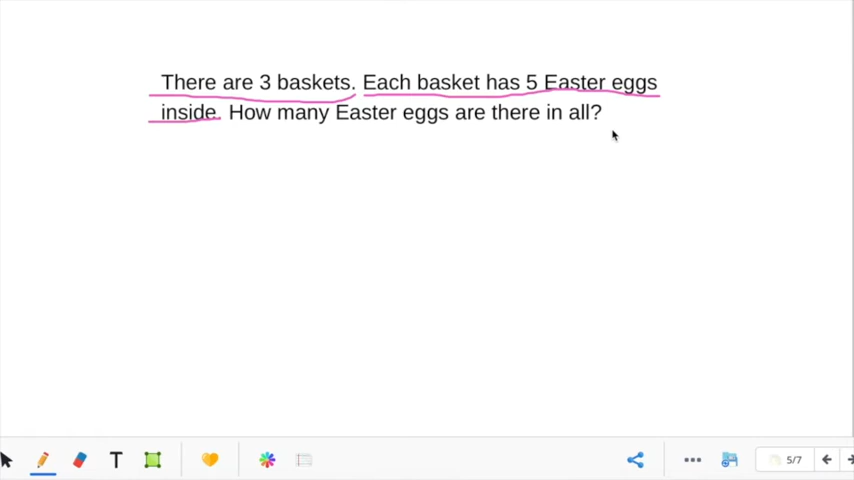 There are 3 baskets. Each basket has 5 Easter eggs
inside. How many Easter eggs are there in all?
T
5/7